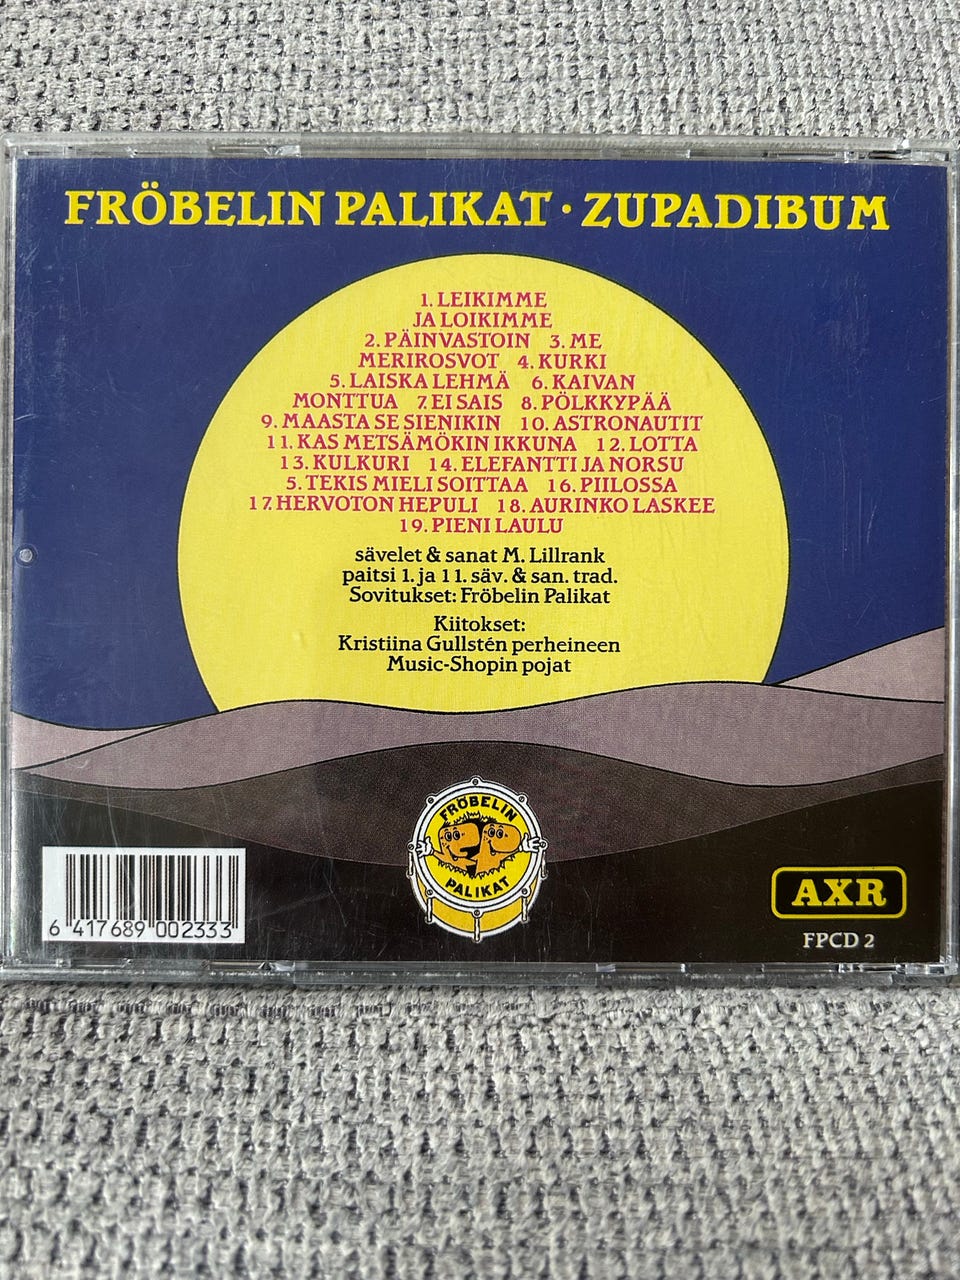 FRÖBELIN PALIKAT · ZUPADIBUM
1. LEIKIMME
JA LOIKIMME
2. PÄINVASTOIN 3. ME
MERIROSVOT 4. KURKI
5. LAISKA LEHMÄ 6. KAIVAN
MONTTUA 7. EI SAIS 8. PÖLKKYPÄÄ
9. MAASTA SE SIENIKIN 10. ASTRONAUTIT
11. KAS METSÄMÖKIN IKKUNA 12. LOTTA
13. KULKURI 14. ELEFANTTI JA NORSU
5. TEKIS MIELI SOITTAA 16. PIILOSSA
17. HERVOTON HEPULI 18. AURINKO LASKEE
19. PIENI LAULU
sävelet & sanat M. Lillrank
paitsi 1. ja 11. säv. & san. trad.
Sovitukset: Fröbelin Palikat
Kiitokset:
Kristiina Gullstén perheineen
Music-Shopin pojat
FRÖBELIN
PALIKAT
6 417689 002333
AXR
FPCD 2